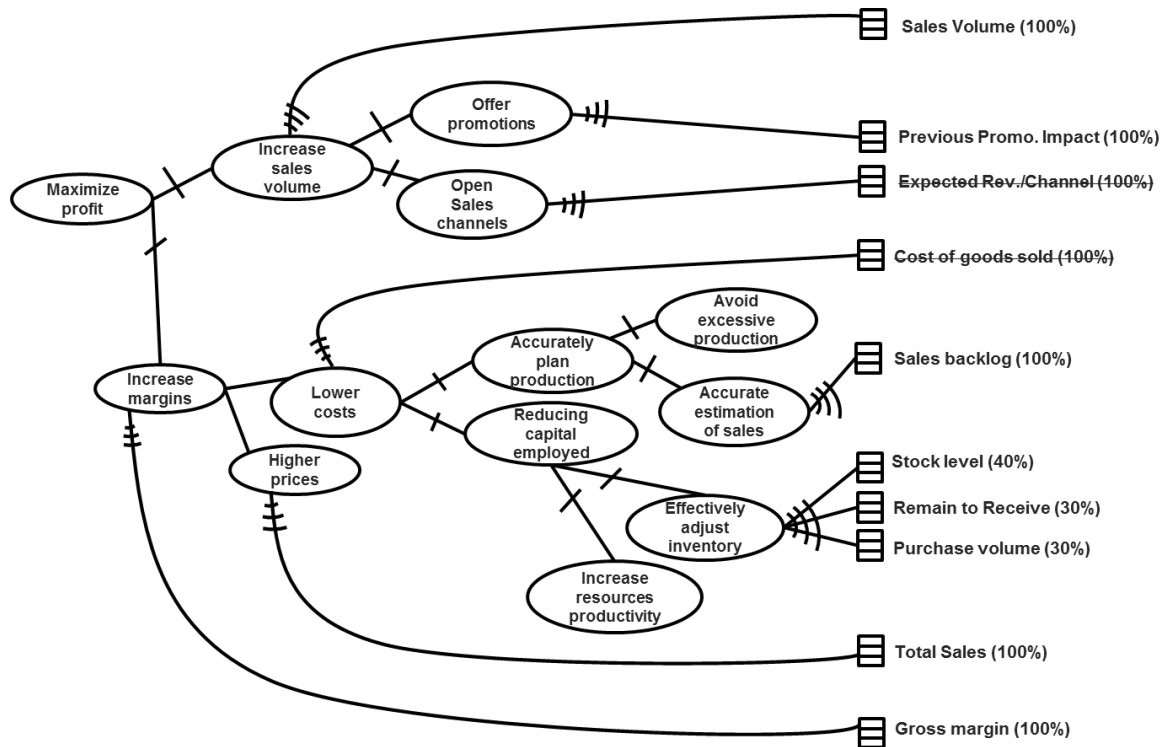 Sales Volume (100%)
Offer
promotions
Previous Promo. Impact (100%)
Increase
sales
volume
Maximize
profit
Open
Sales
channels
Expected Rev./Channel (100%)
Cost of goods sold (100%)
Avoid
excessive
production
Accurately
plan
production
Sales backlog (100%)
Increase
margins
Lower
costs
Accurate
estimation
of sales
Reducing
capital
employed
Higher
prices
Stock level (40%)
Effectively
adjust
inventory
Remain to Receive (30%)
Purchase volume (30%)
Increase
resources
productivity
Total Sales (100%)
Gross margin (100%)